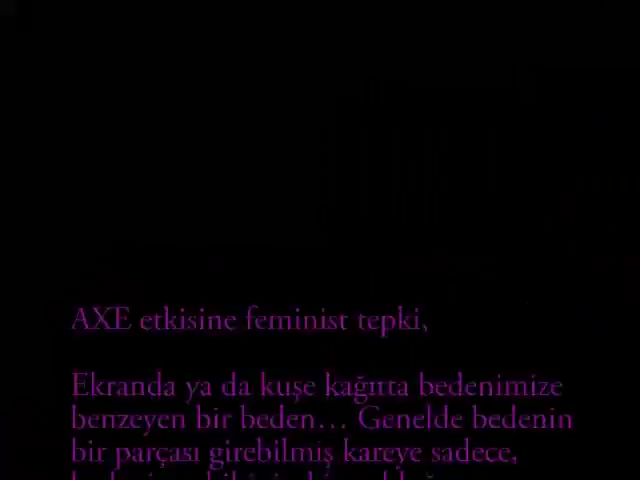 AXE etkisine feminist tepki,
Ekranda ya da kuşe kağıtta bedenimize
benzeyen bir beden... Genelde bedenin
bir parçası girebilmiş kareye sadece,